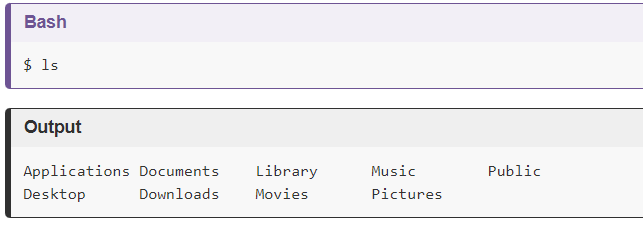 Bash
$ ls
Output
Applications Documents    Library      Music        Public
Desktop      Downloads    Movies       Pictures